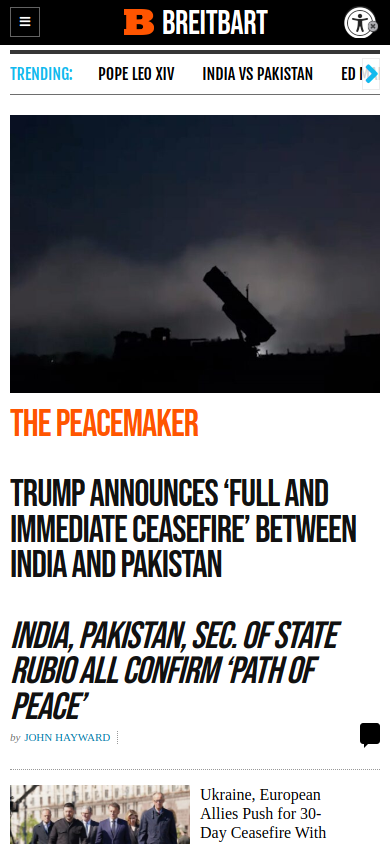 BREITBART
TRENDING: POPE LEO XIV INDIA VS PAKISTAN ED
THE PEACEMAKER
TRUMP ANNOUNCES ‘FULL AND
IMMEDIATE CEASEFIRE’ BETWEEN
INDIA AND PAKISTAN
INDIA, PAKISTAN, SEC. OF STATE
RUBIO ALL CONFIRM ‘PATH OF
PEACE’
by JOHN HAYWARD
Ukraine, European
Allies Push for 30-
Day Ceasefire With